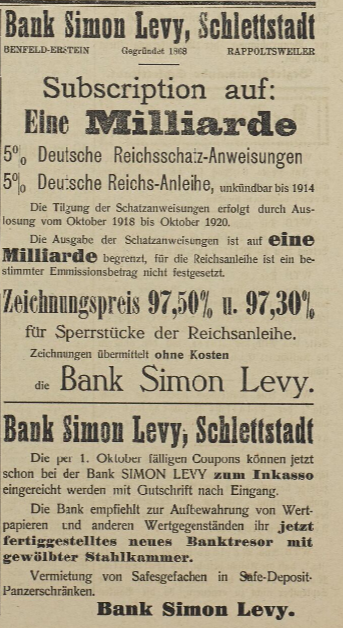 Bank Simon Levy, Schlettstadt
BENFELD-ERSTEIN Gegründet 1868 RAPPOLTSWEILER
Subscription auf:
Eine Milliarde
5% Deutsche Reichsschatz-Anweisungen
5% Deutsche Reichs-Anleihe, unkündbar bis 1914
Die Tilgung der Schatzanweisungen erfolgt durch Aus-
losung vom Oktober 1918 bis Oktober 1920.
Die Ausgabe der Schatzanweisungen ist auf eine
Milliarde begrenzt, für die Reichsanleihe ist ein be-
stimmter Emmissionsbetrag nicht festgesetzt.
Zeichnungspreis 97,50% u. 97,30%
für Sperrstücke der Reichsanleihe.
Zeichnungen übermittelt ohne Kosten
die Bank Simon Levy.
Bank Simon Levy, Schlettstadt
Die per 1. Oktober fälligen Coupons können jetzt
schon bei der Bank SIMON LEVY zum Inkasso
eingereicht werden mit Gutschrift nach Eingang.
Die Bank empfiehlt zur Aufbewahrung von Wert-
papieren und anderen Wertgegenständen ihr jetzt
fertiggestelltes neues Banktresor mit
gewölbter Stahlkammer.
Vermietung von Safesgefachen in Safe-Deposit-
Panzerschränken.
Bank Simon Levy.